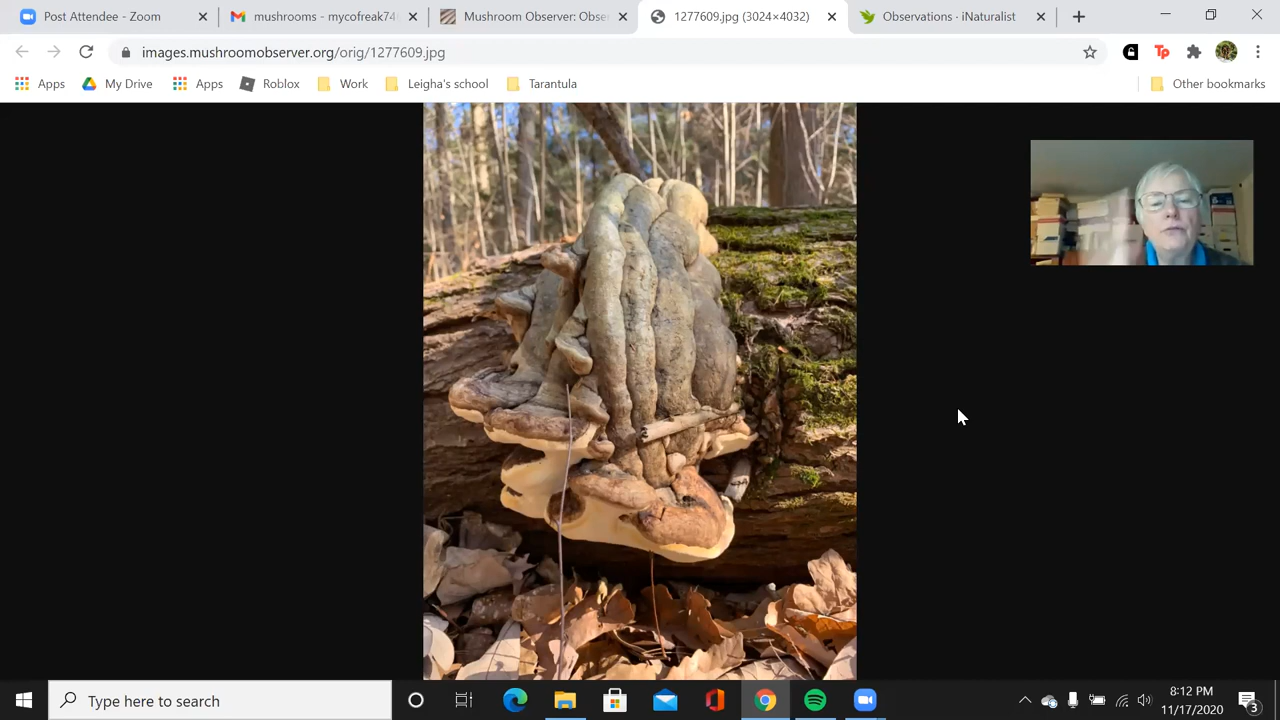 Post Attendee - Zoom
mushrooms - mycofreak74
Mushroom Observer: Obser
1277609.jpg (3024×4032)
Observations · iNaturalist
images.mushroomobserver.org/orig/1277609.jpg
Apps
My Drive
Apps
Roblox
Work
Leigha's school
Tarantula
Other bookmarks
Type here to search
8:12 PM
11/17/2020
3